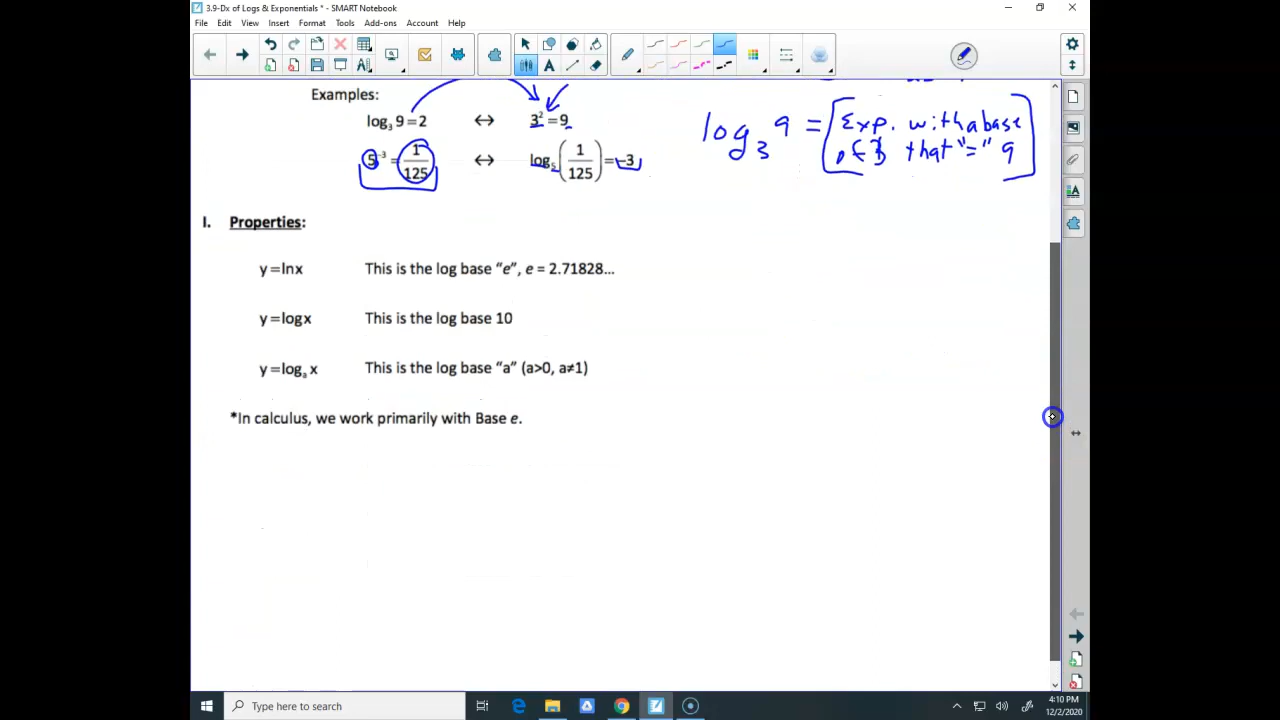 3.9-Dx of Logs & Exponentials * - SMART Notebook
File Edit View Insert Format Tools Add-ons Account Help
Examples:
log₃ 9 = 2 ↔ 3² = 9
5⁻³ = 1/125 ↔ log₅(1/125) = -3
log₃ 9 = [Exp. with a base
of 3 that "=" 9]
I. Properties:
y = lnx This is the log base “e”, e = 2.71828...
y = logx This is the log base 10
y = logₐ x This is the log base “a” (a>0, a≠1)
*In calculus, we work primarily with Base e.
Type here to search
4:10 PM
12/2/2020